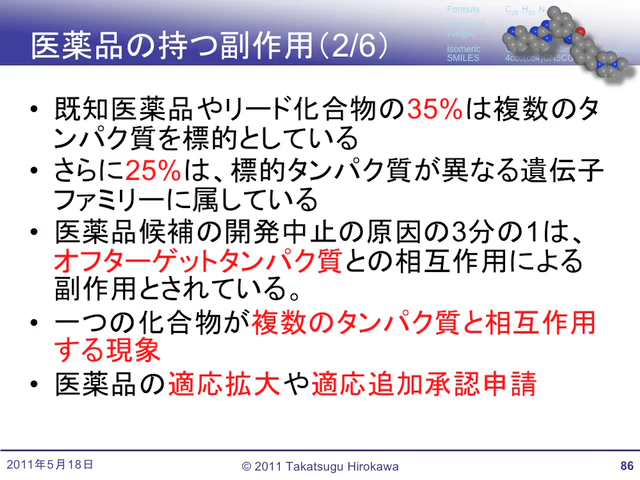 Formula
医薬品の持つ副作用（2/6）
Isomeric
SMILES
• 既知医薬品やリード化合物の35%は複数のタ
ンパク質を標的としている
• さらに25%は、標的タンパク質が異なる遺伝子
ファミリーに属している
• 医薬品候補の開発中止の原因の3分の1は、
オフターゲットタンパク質との相互作用による
副作用とされている。
• 一つの化合物が複数のタンパク質と相互作用
する現象
• 医薬品の適応拡大や適応追加承認申請
2011年5月18日
© 2011 Takatsugu Hirokawa
86